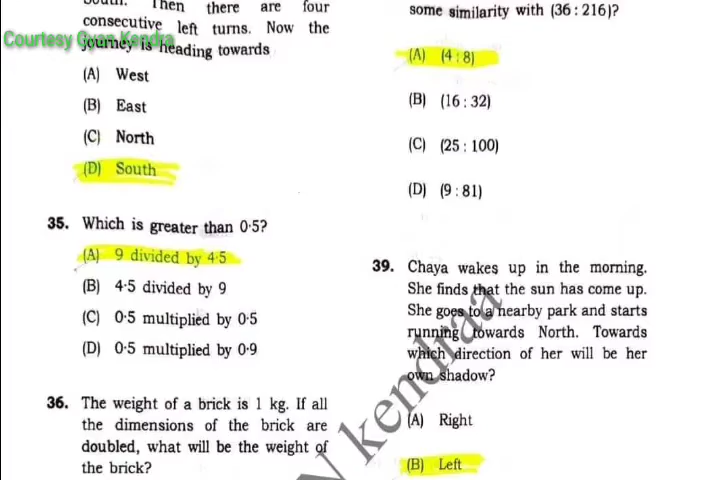 South. Then there are four
consecutive left turns. Now the
Courtesy Gyan Kendra
journey is heading towards
(A) West
(B) East
(C) North
(D) South
35. Which is greater than 0·5?
(A) 9 divided by 4·5
(B) 4·5 divided by 9
(C) 0·5 multiplied by 0·5
(D) 0·5 multiplied by 0·9
36. The weight of a brick is 1 kg. If all
the dimensions of the brick are
doubled, what will be the weight of
the brick?
some similarity with (36 : 216)?
(A) (4 : 8)
(B) (16 : 32)
(C) (25 : 100)
(D) (9 : 81)
39. Chaya wakes up in the morning.
She finds that the sun has come up.
She goes to a nearby park and starts
running towards North. Towards
which direction of her will be her
own shadow?
(A) Right
(B) Left
N kendraa